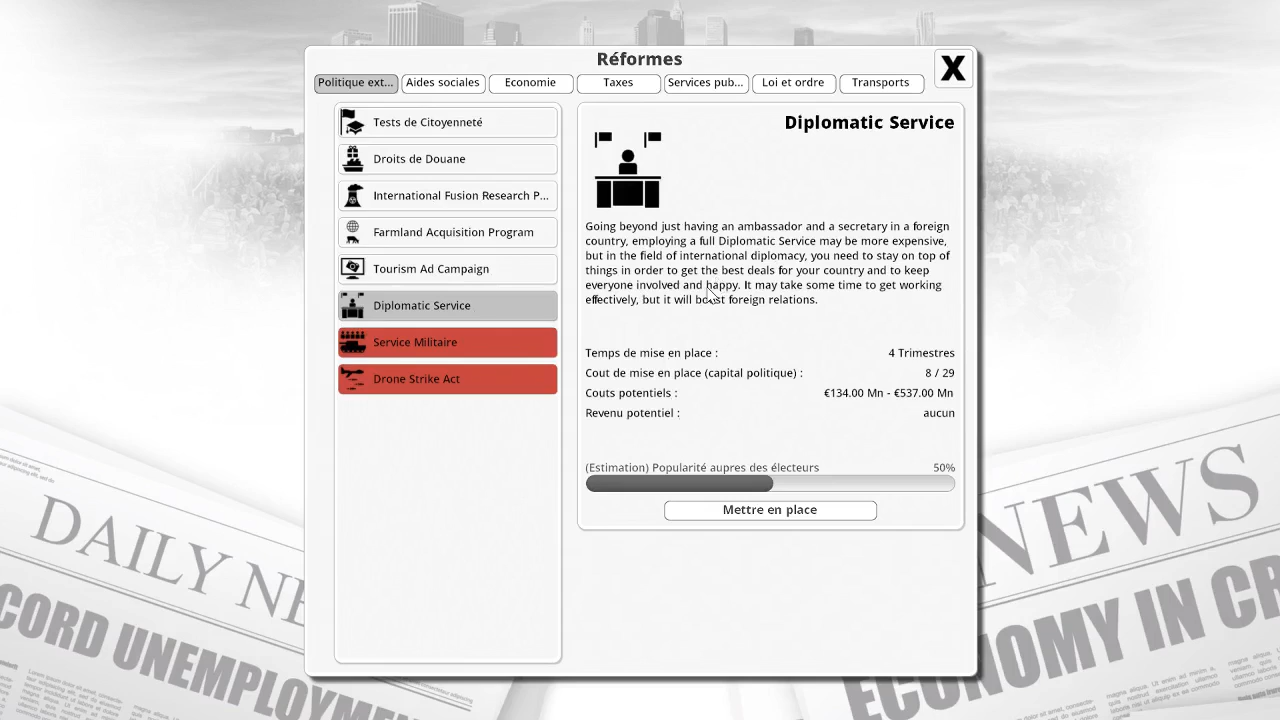 Réformes
X
Politique ext...
Aides sociales
Economie
Taxes
Services pub...
Loi et ordre
Transports
Tests de Citoyenneté
Droits de Douane
International Fusion Research P...
Farmland Acquisition Program
Tourism Ad Campaign
Diplomatic Service
Service Militaire
Drone Strike Act
Diplomatic Service
Going beyond just having an ambassador and a secretary in a foreign
country, employing a full Diplomatic Service may be more expensive,
but in the field of international diplomacy, you need to stay on top of
things in order to get the best deals for your country and to keep
everyone involved and happy. It may take some time to get working
effectively, but it will boost foreign relations.
Temps de mise en place : 4 Trimestres
Cout de mise en place (capital politique) : 8 / 29
Couts potentiels : €134.00 Mn - €537.00 Mn
Revenu potentiel : aucun
(Estimation) Popularité aupres des électeurs 50%
Mettre en place
DAILY NE
CORD UNEMPLOYM
NEWS
ECONOMY IN CR